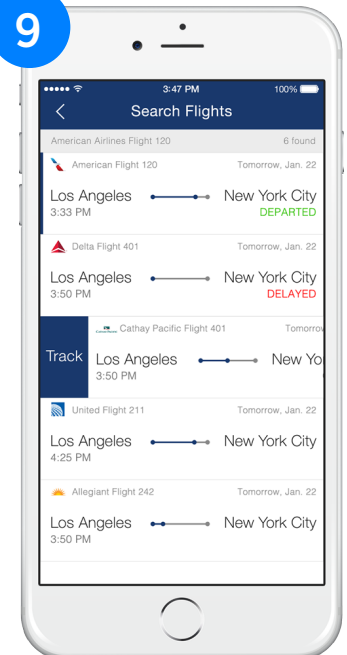 9
3:47 PM 100%
Search Flights
American Airlines Flight 120 6 found
American Flight 120 Tomorrow, Jan. 22
Los Angeles New York City
3:33 PM DEPARTED
Delta Flight 401 Tomorrow, Jan. 22
Los Angeles New York City
3:50 PM DELAYED
Cathay Pacific Flight 401 Tomorrow
Track Los Angeles New Yo
3:50 PM
United Flight 211 Tomorrow, Jan. 22
Los Angeles New York City
4:25 PM
Allegiant Flight 242 Tomorrow, Jan. 22
Los Angeles New York City
3:50 PM